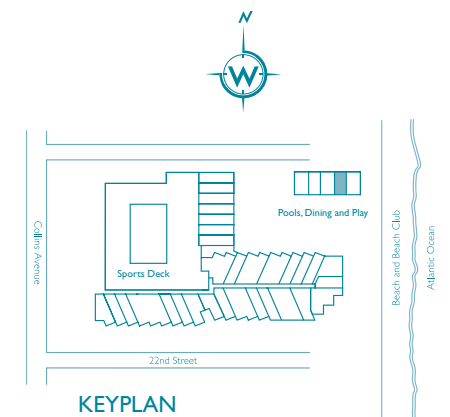 N
W
Pools, Dining and Play
Sports Deck
Collins Avenue
Beach and Beach Club
Atlantic Ocean
22nd Street
KEYPLAN